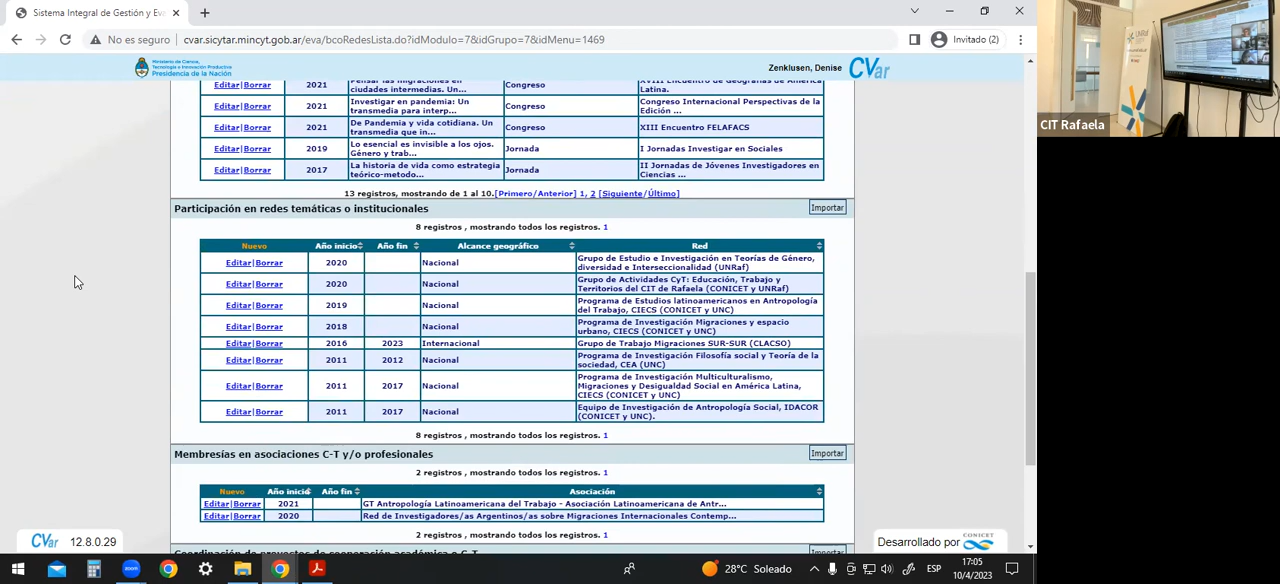 Sistema Integral de Gestión y Eva
No es seguro
cvar.sicytar.mincyt.gob.ar/eva/bcoRedesLista.do?idModulo=7&idGrupo=7&idMenu=1469
Invitado (2)
Ministerio de Ciencia,
Tecnología e Innovación Productiva
Presidencia de la Nación
Zenklusen, Denise
CVar
Editar|Borrar 2021 Pensar las migraciones en Congreso XVIII Encuentro de Geografías de América
ciudades intermedias. Un... Latina.
Editar|Borrar 2021 Investigar en pandemia: Un Congreso Congreso Internacional Perspectivas de la
transmedia para interp... Edición ...
Editar|Borrar 2021 De Pandemia y vida cotidiana. Un Congreso XIII Encuentro FELAFACS
transmedia que in...
Editar|Borrar 2019 Lo esencial es invisible a los ojos. Jornada I Jornadas Investigar en Sociales
Género y trab...
Editar|Borrar 2017 La historia de vida como estrategia Jornada II Jornadas de Jóvenes Investigadores en
teórico-metodo... Ciencias ...
13 registros, mostrando de 1 al 10.[Primero/Anterior] 1, 2 [Siguiente/Último]
Participación en redes temáticas o institucionales Importar
8 registros , mostrando todos los registros. 1
Nuevo Año inicio Año fin Alcance geográfico Red
Editar|Borrar 2020 Nacional Grupo de Estudio e Investigación en Teorías de Género,
diversidad e Interseccionalidad (UNRaf)
Editar|Borrar 2020 Nacional Grupo de Actividades CyT: Educación, Trabajo y
Territorios del CIT de Rafaela (CONICET y UNRaf)
Editar|Borrar 2019 Nacional Programa de Estudios latinoamericanos en Antropología
del Trabajo, CIECS (CONICET y UNC)
Editar|Borrar 2018 Nacional Programa de Investigación Migraciones y espacio
urbano, CIECS (CONICET y UNC)
Editar|Borrar 2016 2023 Internacional Grupo de Trabajo Migraciones SUR-SUR (CLACSO)
Editar|Borrar 2011 2012 Nacional Programa de Investigación Filosofía social y Teoría de la
sociedad, CEA (UNC)
Editar|Borrar 2011 2017 Nacional Programa de Investigación Multiculturalismo,
Migraciones y Desigualdad Social en América Latina,
CIECS (CONICET y UNC)
Editar|Borrar 2011 2017 Nacional Equipo de Investigación de Antropología Social, IDACOR
(CONICET y UNC).
8 registros , mostrando todos los registros. 1
Membresías en asociaciones C-T y/o profesionales Importar
2 registros , mostrando todos los registros. 1
Nuevo Año inicio Año fin Asociación
Editar|Borrar 2021 GT Antropología Latinoamericana del Trabajo - Asociación Latinoamericana de Antr...
Editar|Borrar 2020 Red de Investigadores/as Argentinos/as sobre Migraciones Internacionales Contemp...
2 registros , mostrando todos los registros. 1
Coordinación de proyectos de cooperación académica o C-T Importar
CVar 12.8.0.29
Desarrollado por CONICET
28°C Soleado
ESP
17:05
10/4/2023
UNRaf
CIT Rafaela